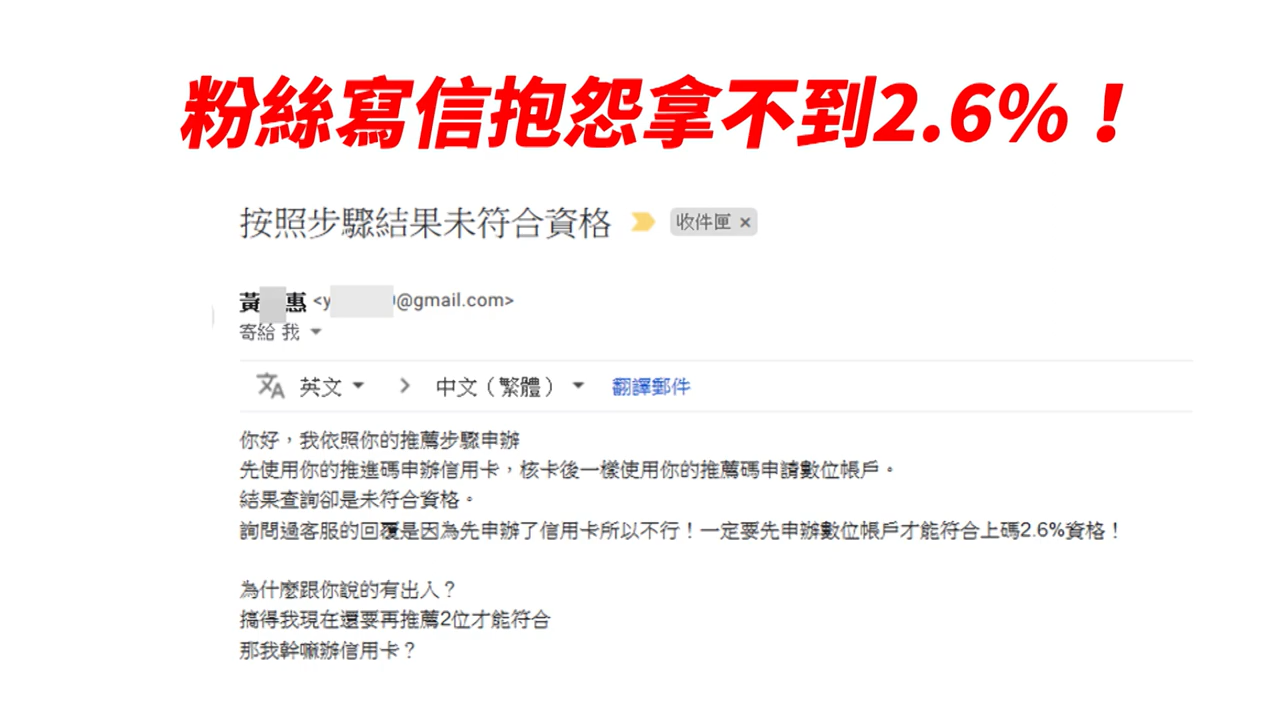 粉絲寫信抱怨拿不到2.6%！
按照步驟結果未符合資格 收件匣 ×
黃 惠 <y @gmail.com>
寄給 我
英文 > 中文（繁體） 翻譯郵件
你好，我依照你的推薦步驟申辦
先使用你的推進碼申辦信用卡，核卡後一樣使用你的推薦碼申請數位帳戶。
結果查詢卻是未符合資格。
詢問過客服的回覆是因為先申辦了信用卡所以不行！一定要先申辦數位帳戶才能符合上碼2.6%資格！
為什麼跟你說的有出入？
搞得我現在還要再推薦2位才能符合
那我幹嘛辦信用卡？